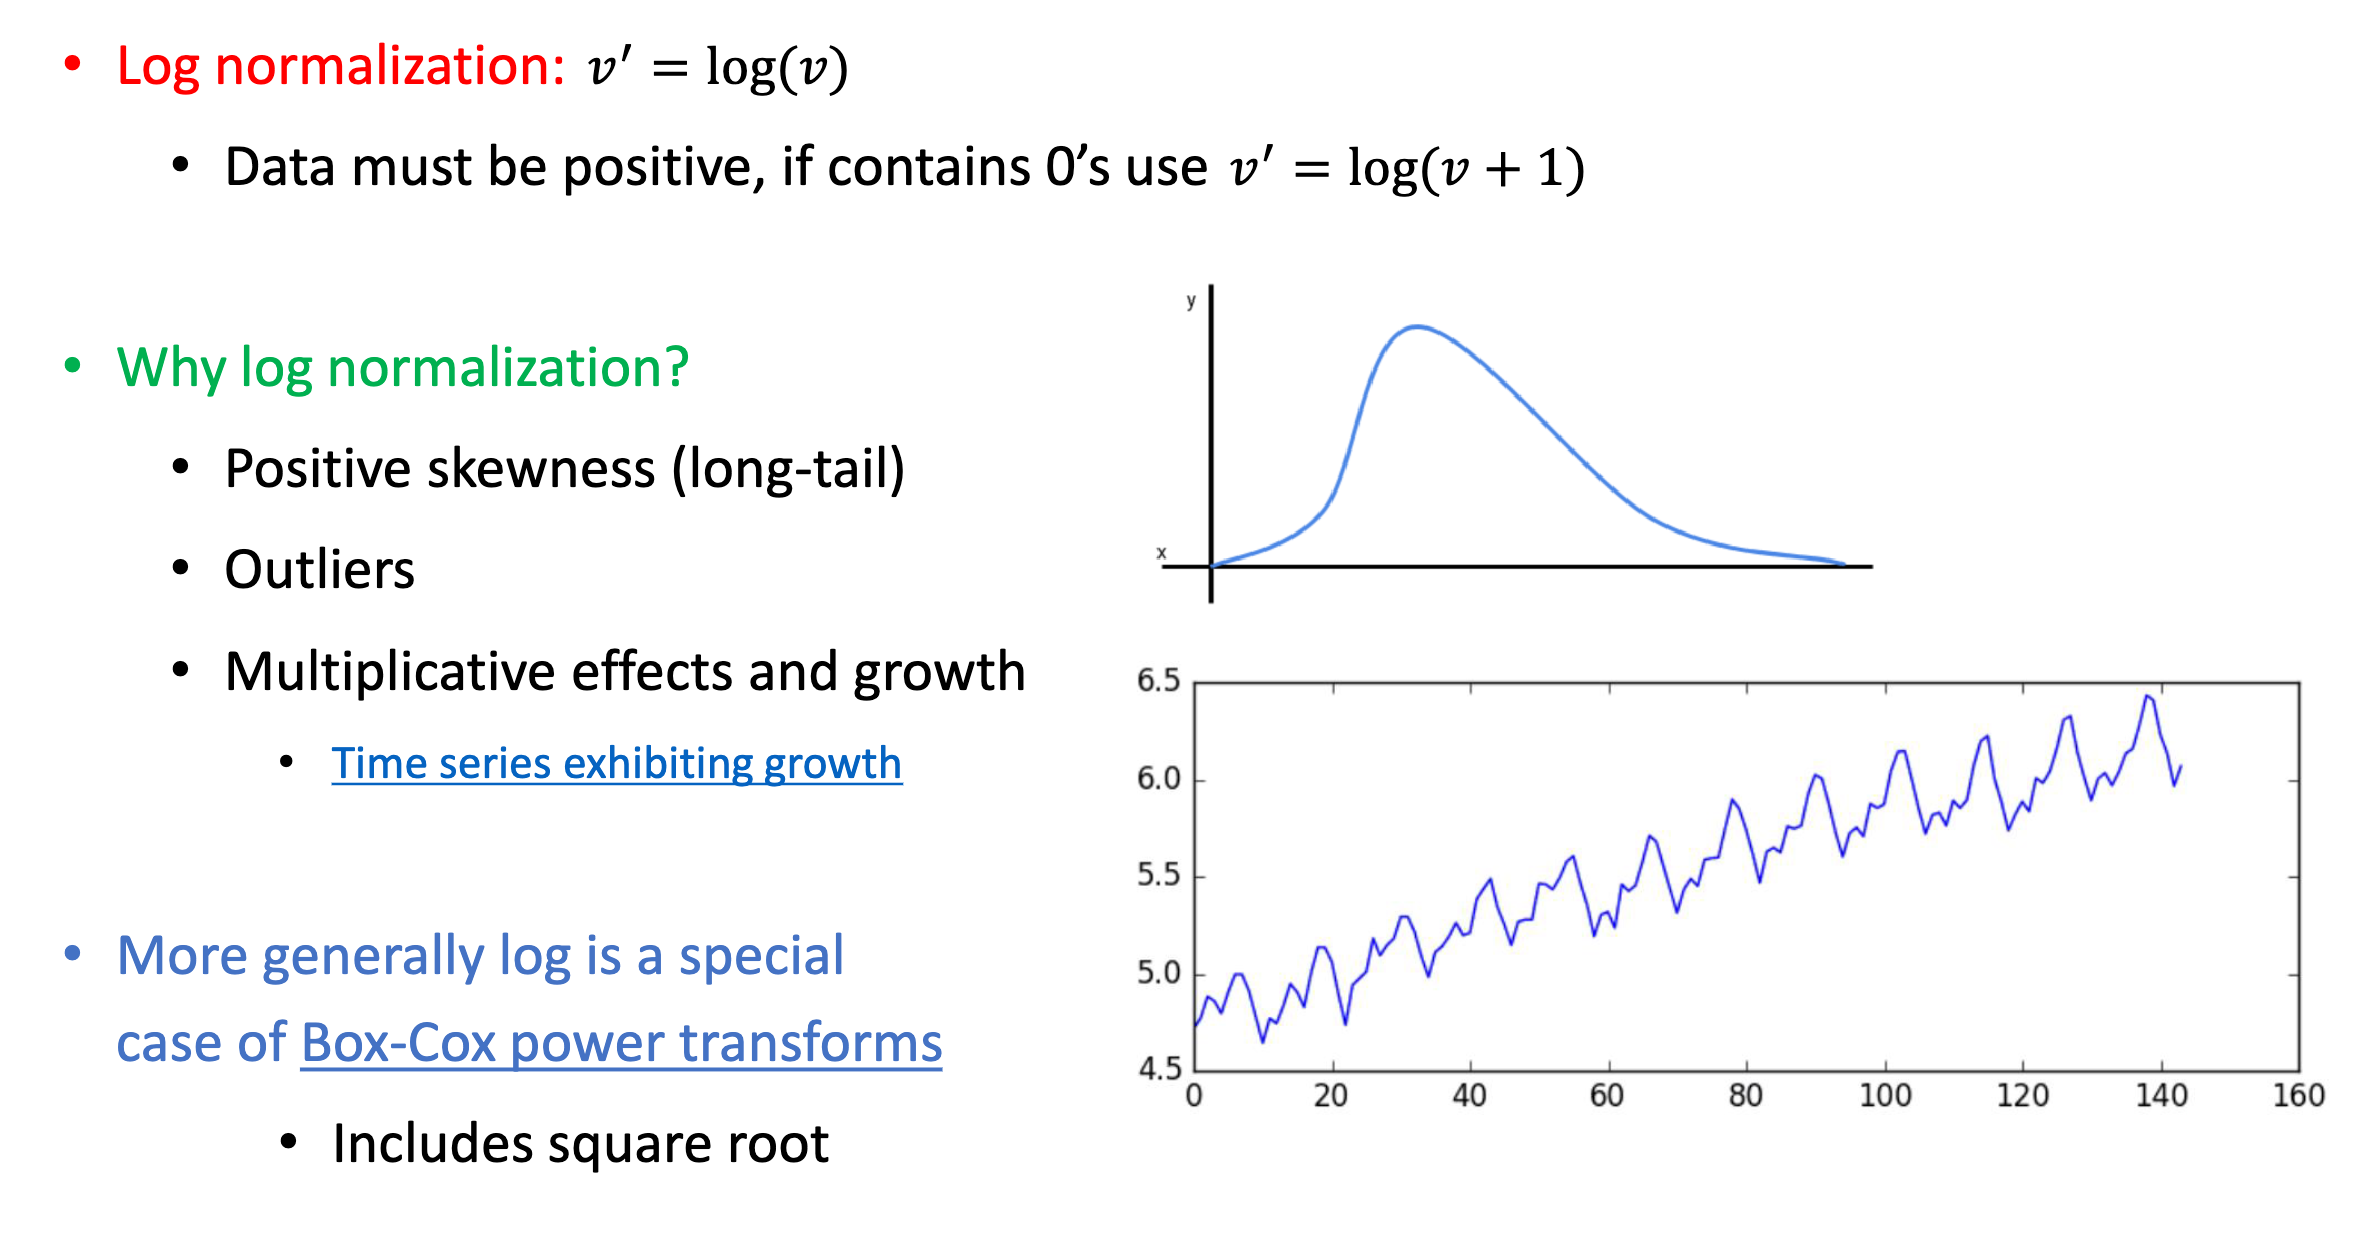 • Log normalization: v′ = log(v)
• Data must be positive, if contains 0’s use v′ = log(v + 1)
• Why log normalization?
• Positive skewness (long-tail)
• Outliers
• Multiplicative effects and growth
• Time series exhibiting growth
• More generally log is a special
case of Box-Cox power transforms
• Includes square root
y
x
6.5
6.0
5.5
5.0
4.5
0 20 40 60 80 100 120 140 160